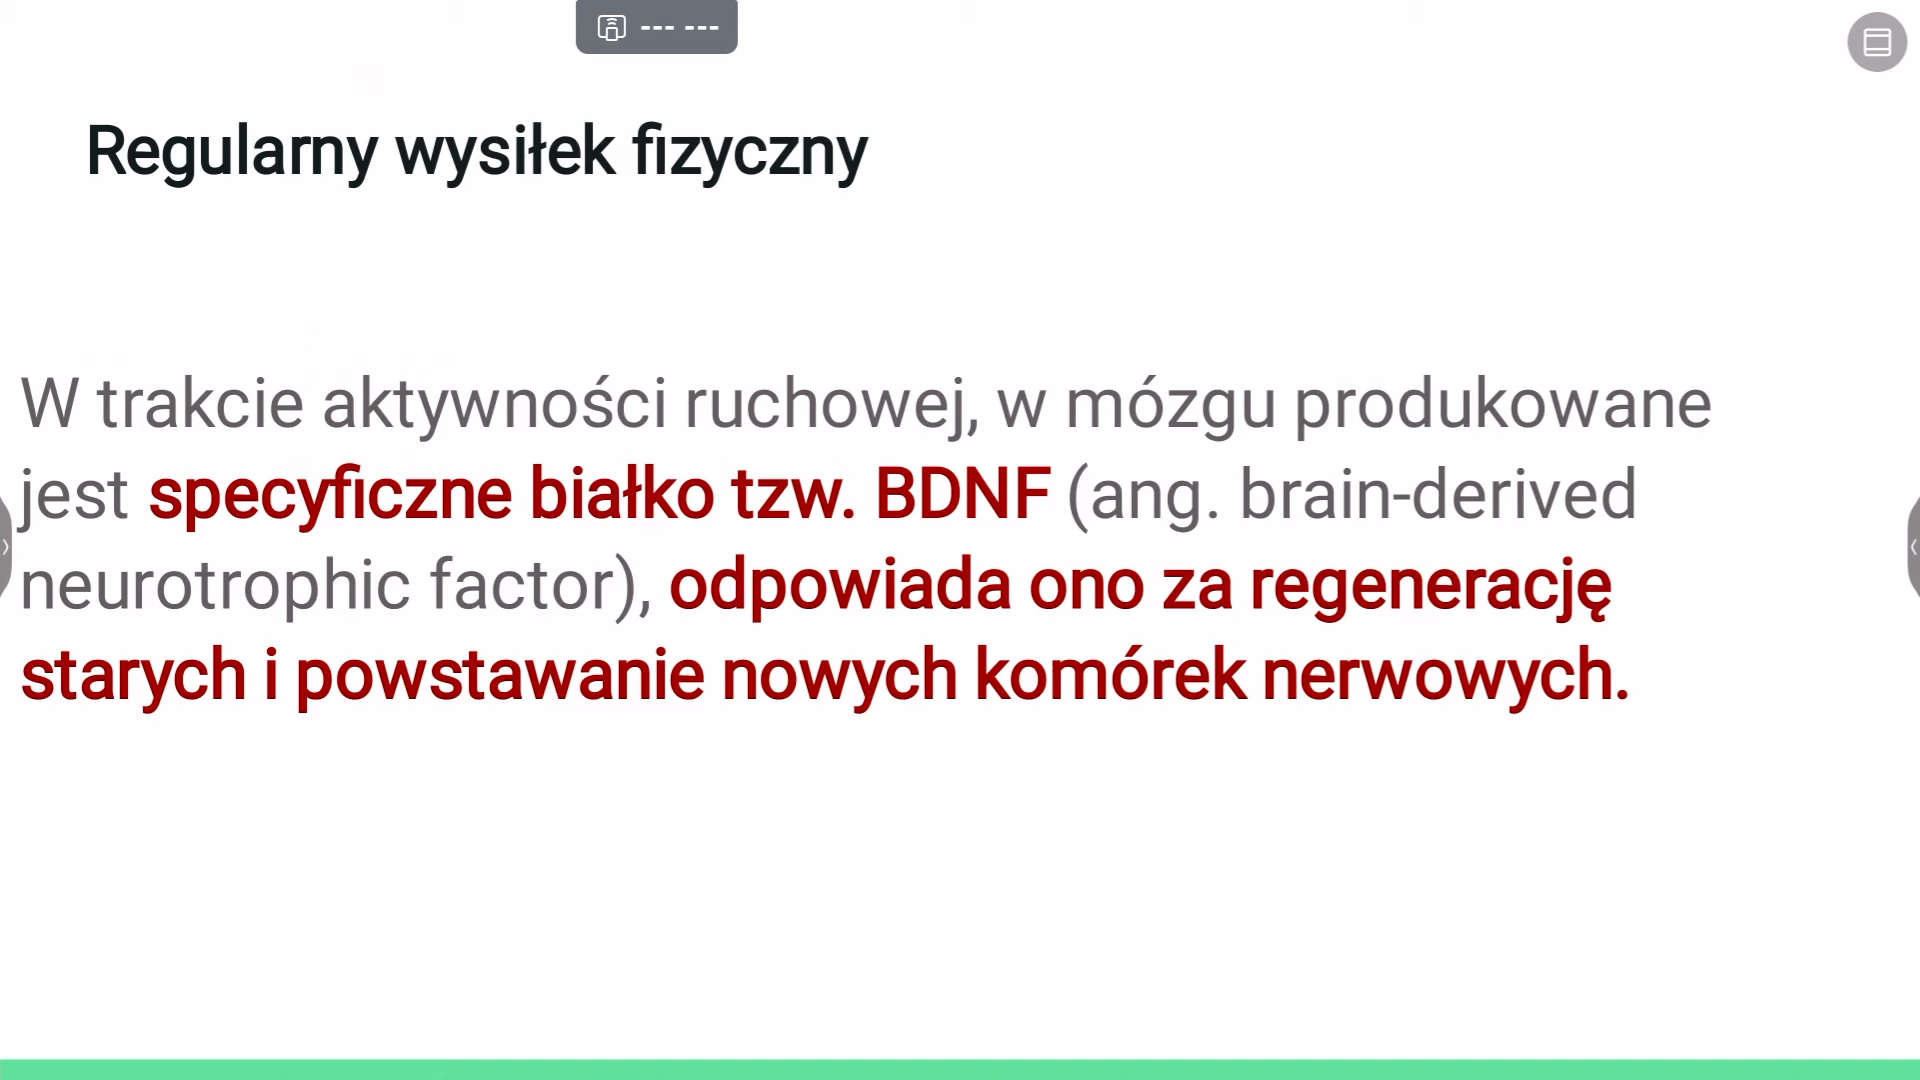 --- ---
Regularny wysiłek fizyczny
W trakcie aktywności ruchowej, w mózgu produkowane
jest specyficzne białko tzw. BDNF (ang. brain-derived
neurotrophic factor), odpowiada ono za regenerację
starych i powstawanie nowych komórek nerwowych.